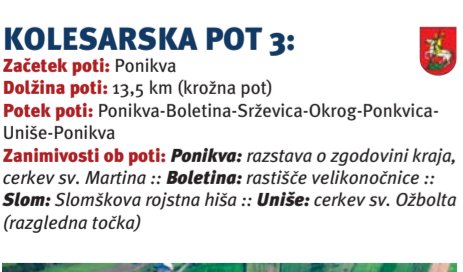 KOLESARSKA POT 3:
Začetek poti: Ponikva
Dolžina poti: 13,5 km (krožna pot)
Potek poti: Ponikva-Boletina-Srževica-Okrog-Ponkvica-
Uniše-Ponikva
Zanimivosti ob poti: Ponikva: razstava o zgodovini kraja,
cerkev sv. Martina :: Boletina: rastišče velikonočnice ::
Slom: Slomškova rojstna hiša :: Uniše: cerkev sv. Ožbolta
(razgledna točka)